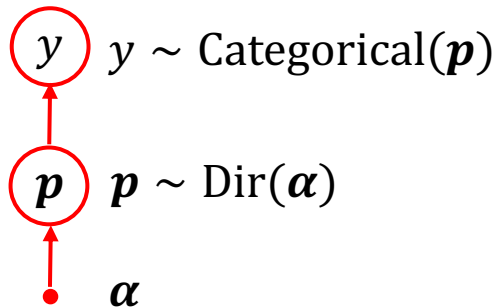 y y ~ Categorical(p)
p p ~ Dir(α)
α